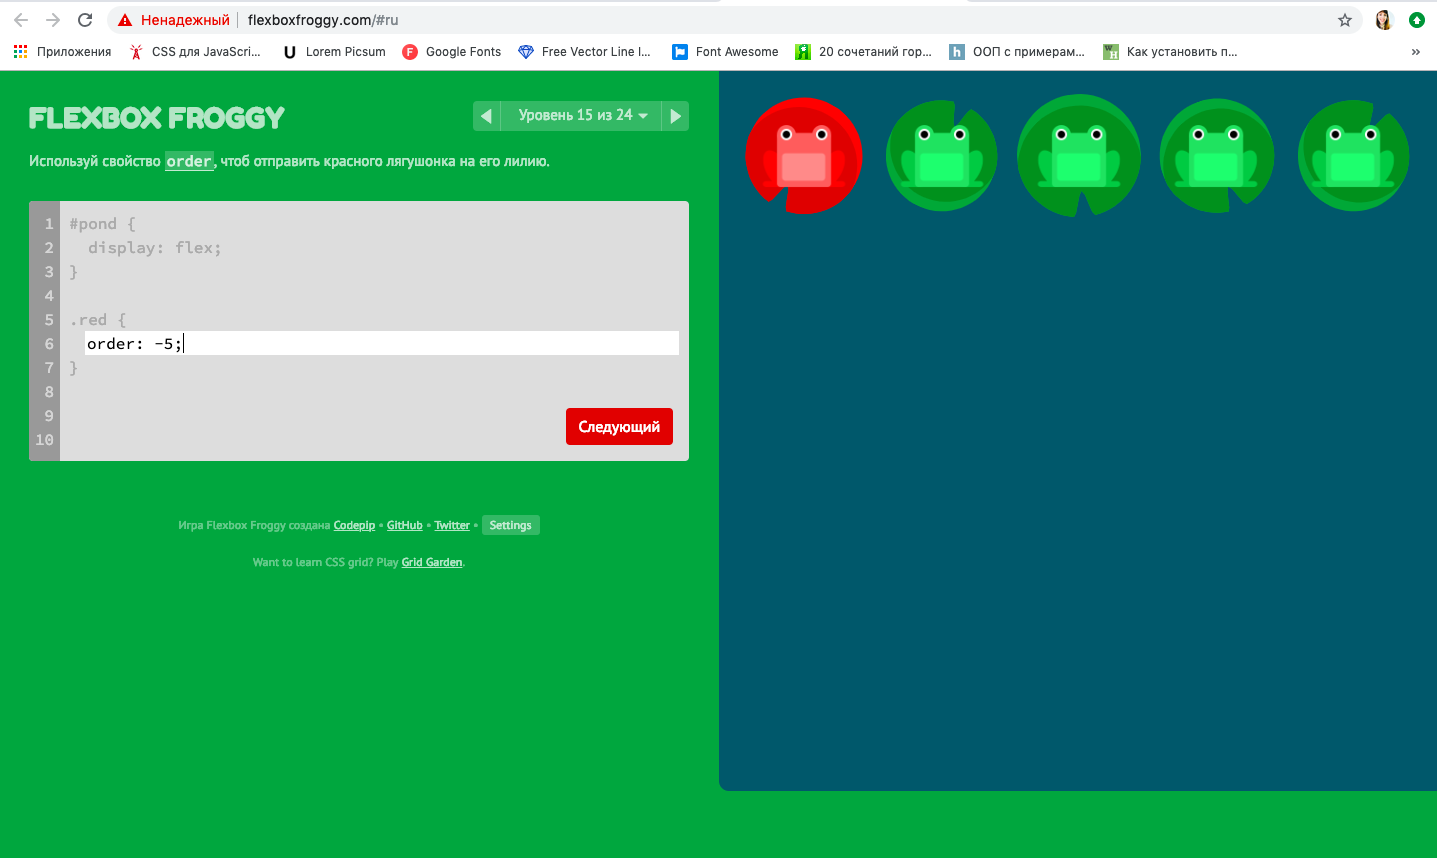 Ненадежный flexboxfroggy.com/#ru
Приложения CSS для JavaScri... Lorem Picsum Google Fonts Free Vector Line I... Font Awesome 20 сочетаний гор... ООП с примерам... Как установить п... »
FLEXBOX FROGGY
Уровень 15 из 24
Используй свойство order, чтоб отправить красного лягушонка на его лилию.
1 #pond {
2 display: flex;
3 }
4
5 .red {
6 order: -5;
7 }
8
9
10
Следующий
Игра Flexbox Froggy создана Codepip • GitHub • Twitter • Settings
Want to learn CSS grid? Play Grid Garden.